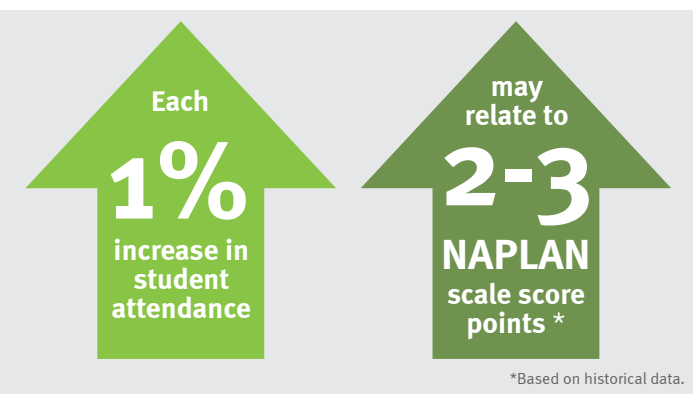 Each
1%
increase in
student
attendance
may
relate to
2-3
NAPLAN
scale score
points *
*Based on historical data.